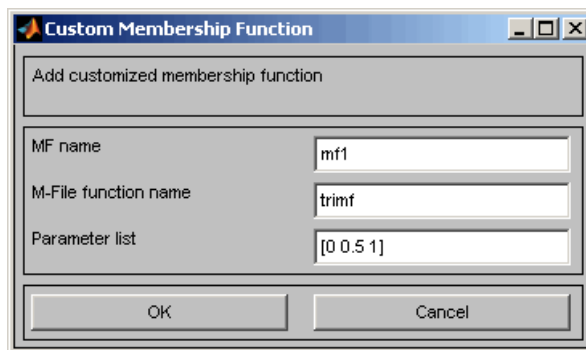 Custom Membership Function
Add customized membership function
MF name
mf1
M-File function name
trimf
Parameter list
[0 0.5 1]
OK
Cancel